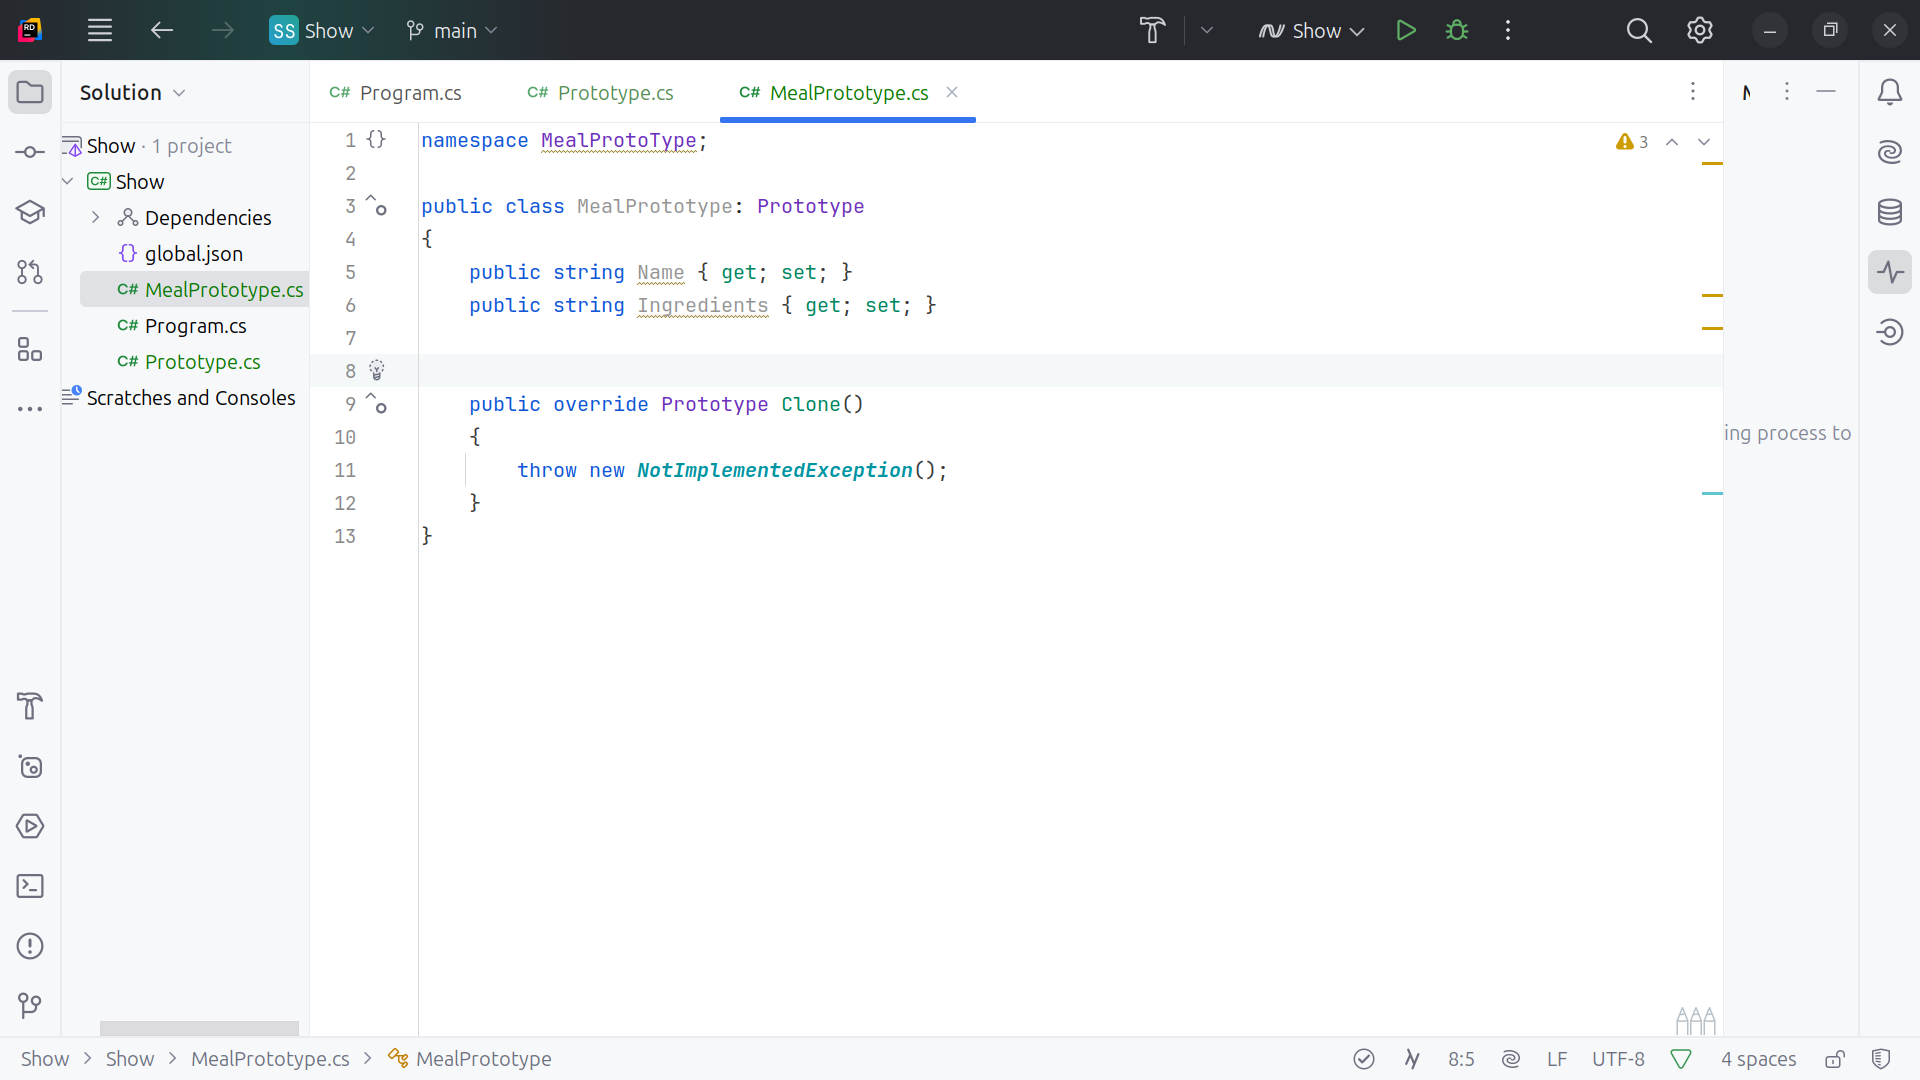 SS Show main Show
Solution
Program.cs Prototype.cs MealPrototype.cs
Show · 1 project
Show
Dependencies
global.json
MealPrototype.cs
Program.cs
Prototype.cs
Scratches and Consoles
1 namespace MealProtoType;
3
2
3 public class MealPrototype: Prototype
4 {
5 public string Name { get; set; }
6 public string Ingredients { get; set; }
7
8
9 public override Prototype Clone()
10 {
11 throw new NotImplementedException();
12 }
13 }
ing process to
Show > Show > MealPrototype.cs > MealPrototype
8:5 LF UTF-8 4 spaces